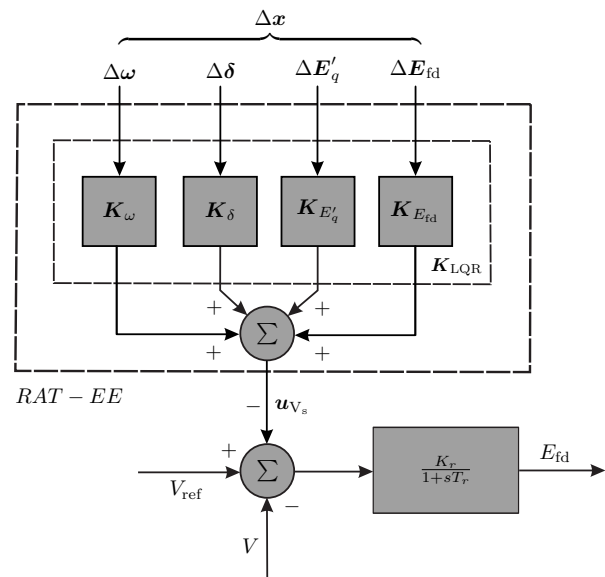 Δx
Δω Δδ ΔE′q ΔEfd
Kω Kδ KE′q KEfd
KLQR
+ +
Σ
+ +
RAT − EE
− uVs
+
Σ
Kr
1+sTr
Efd
Vref
−
V